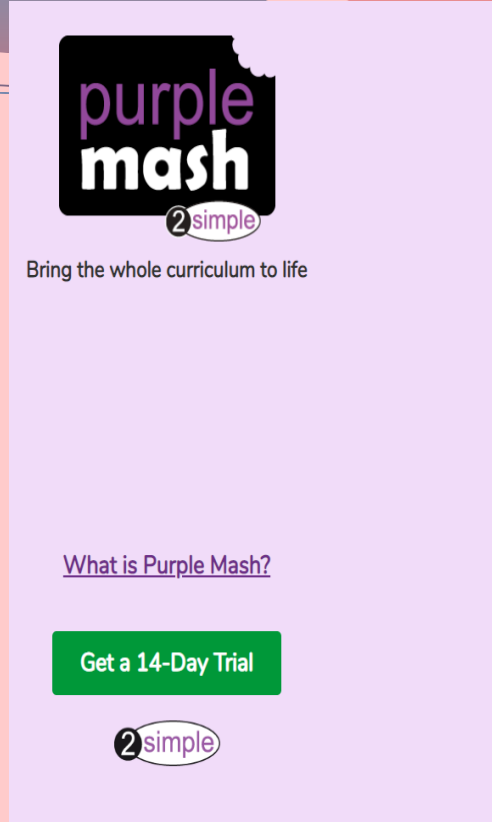 purple
mash
2simple
Bring the whole curriculum to life
What is Purple Mash?
Get a 14-Day Trial
2simple